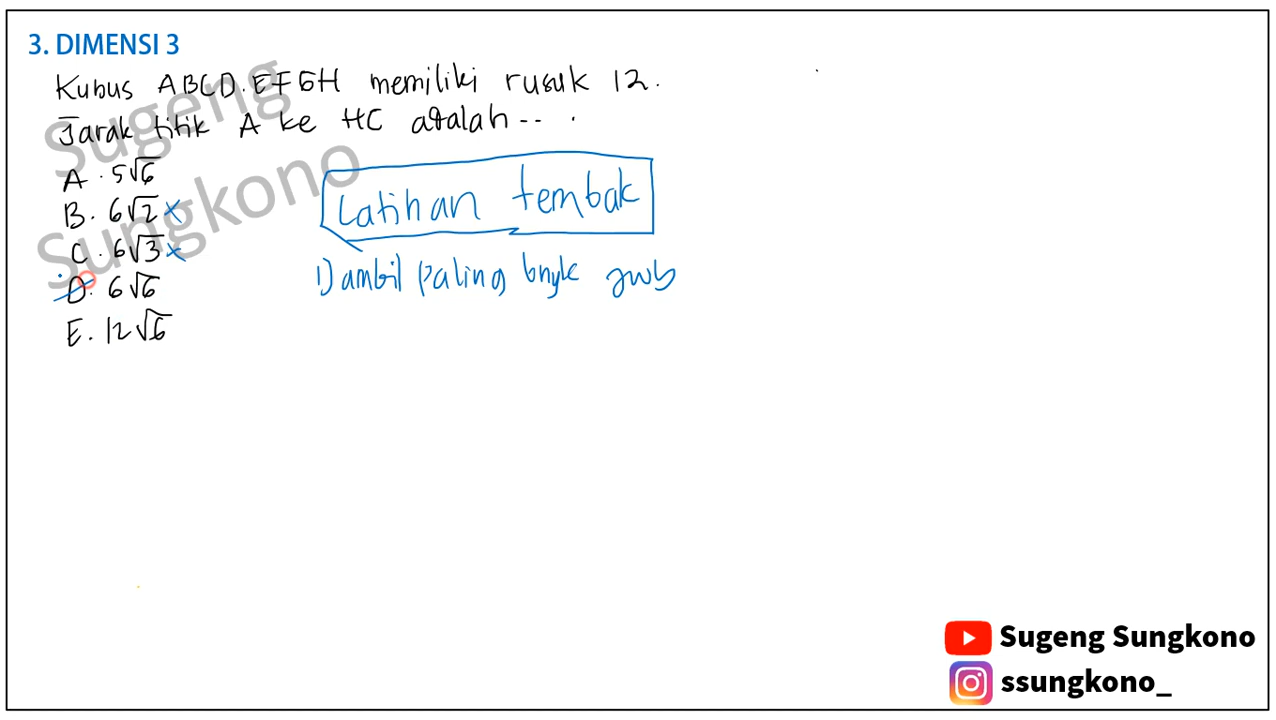 3. DIMENSI 3
Kubus ABCD.EFGH memiliki rusuk 12.
Jarak titik A ke HC adalah -- .
A. 5√6
B. 6√2 x
C. 6√3 x
D. 6√6
E. 12√6
Latihan tembak
1) ambil paling bnyk jwb
Sugeng
Sungkono
Sugeng Sungkono
ssungkono_